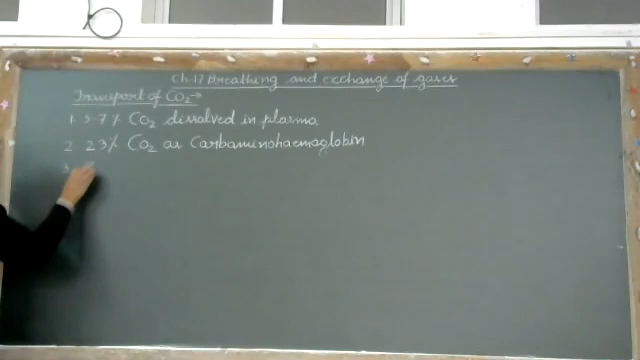 Ch-17 Breathing and exchange of gases
Transport of CO₂→
1. 5-7% CO₂ dissolved in plasma
2. 23% CO₂ as Carbaminohaemoglobin
3.